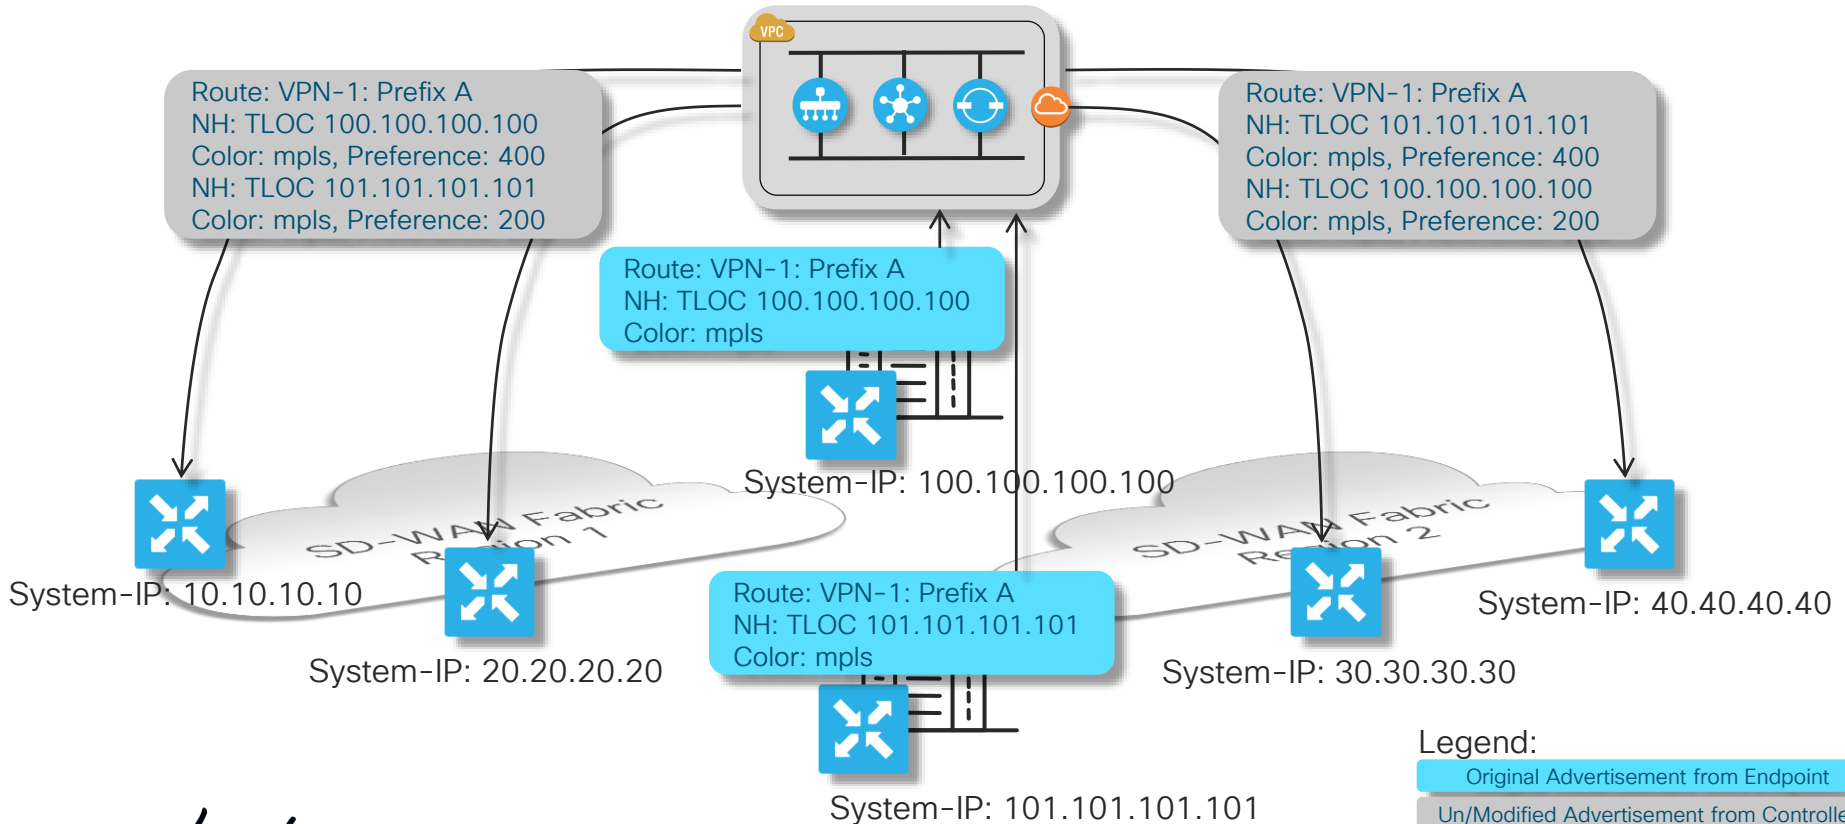 VPC
Route: VPN-1: Prefix A
NH: TLOC 100.100.100.100
Color: mpls, Preference: 400
NH: TLOC 101.101.101.101
Color: mpls, Preference: 200
Route: VPN-1: Prefix A
NH: TLOC 101.101.101.101
Color: mpls, Preference: 400
NH: TLOC 100.100.100.100
Color: mpls, Preference: 200
Route: VPN-1: Prefix A
NH: TLOC 100.100.100.100
Color: mpls
System-IP: 100.100.100.100
SD-WAN Fabric
Region 1
SD-WAN Fabric
Region 2
System-IP: 10.10.10.10
System-IP: 20.20.20.20
Route: VPN-1: Prefix A
NH: TLOC 101.101.101.101
Color: mpls
System-IP: 30.30.30.30
System-IP: 40.40.40.40
System-IP: 101.101.101.101
Legend:
Original Advertisement from Endpoint
Un/Modified Advertisement from Controlle